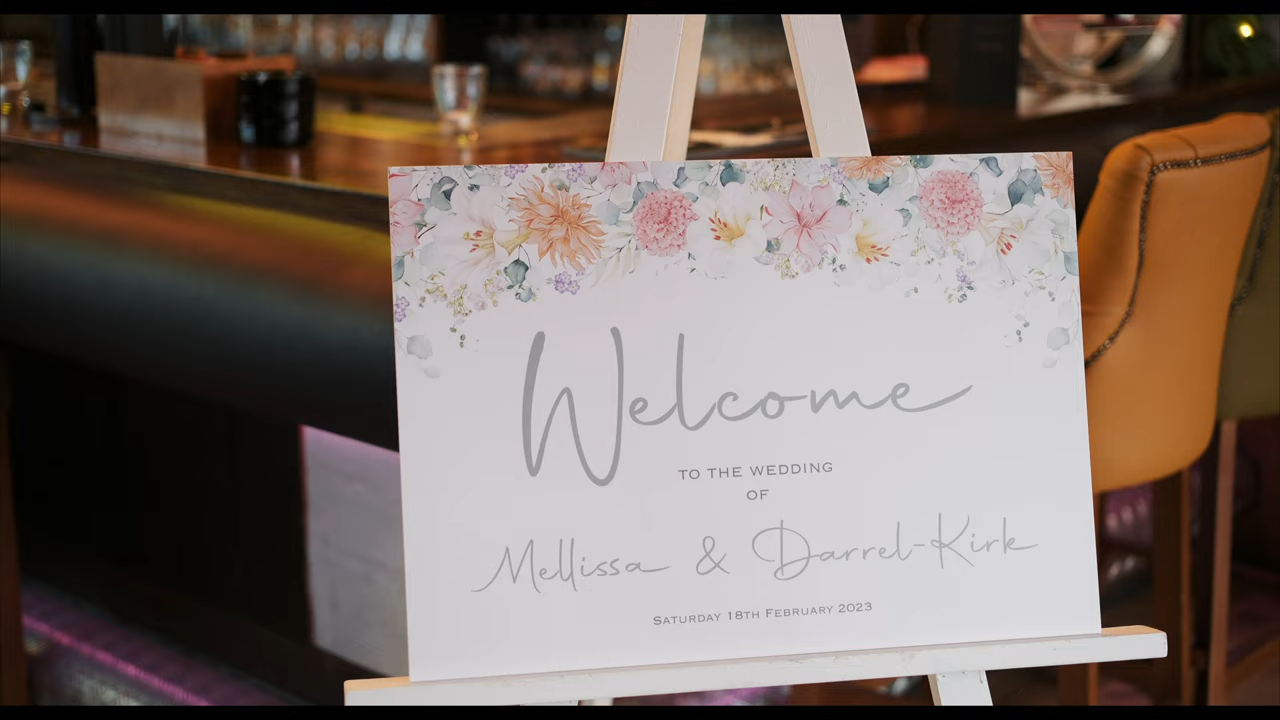 Welcome
TO THE WEDDING
OF
Mellissa & Darrel-Kirk
SATURDAY 18TH FEBRUARY 2023